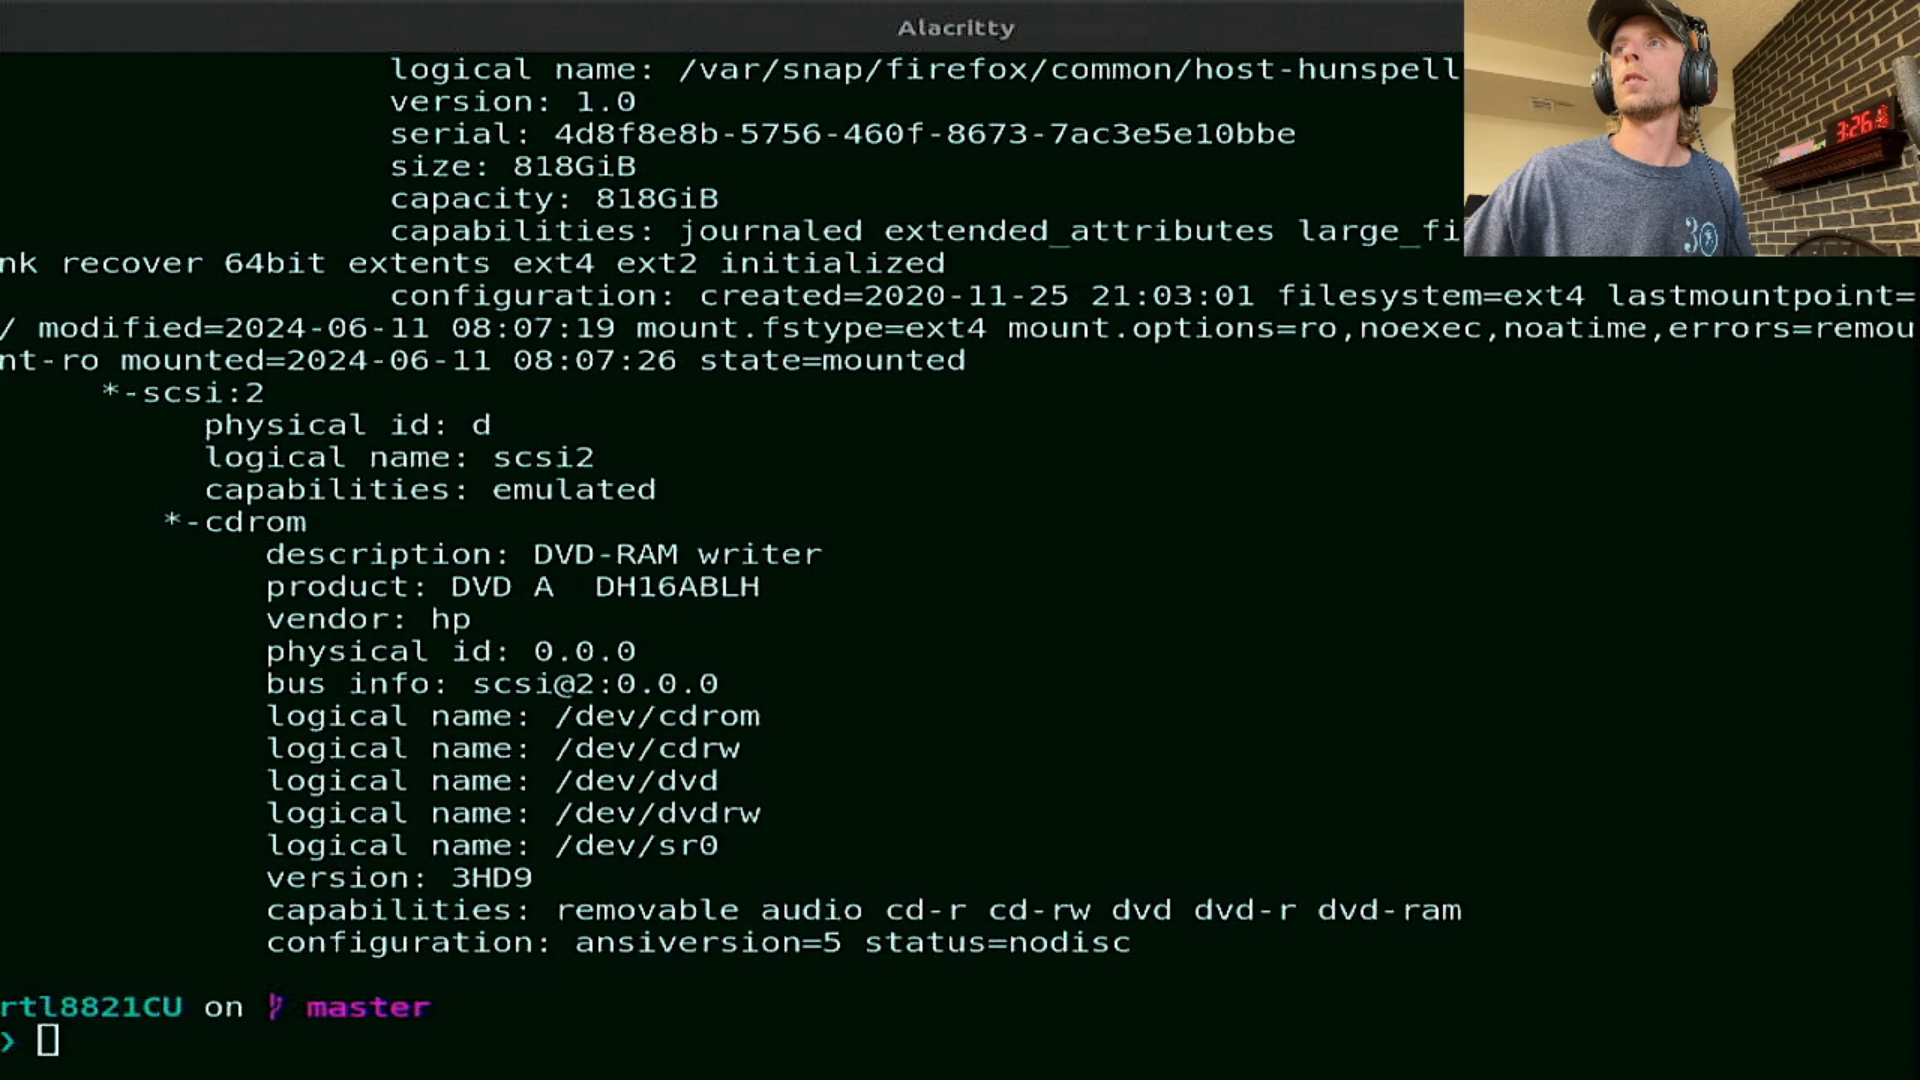 Alacritty
logical name: /var/snap/firefox/common/host-hunspell
version: 1.0
serial: 4d8f8e8b-5756-460f-8673-7ac3e5e10bbe
size: 818GiB
capacity: 818GiB
capabilities: journaled extended_attributes large_fi
nk recover 64bit extents ext4 ext2 initialized
configuration: created=2020-11-25 21:03:01 filesystem=ext4 lastmountpoint=
/ modified=2024-06-11 08:07:19 mount.fstype=ext4 mount.options=ro,noexec,noatime,errors=remou
nt-ro mounted=2024-06-11 08:07:26 state=mounted
*-scsi:2
physical id: d
logical name: scsi2
capabilities: emulated
*-cdrom
description: DVD-RAM writer
product: DVD A  DH16ABLH
vendor: hp
physical id: 0.0.0
bus info: scsi@2:0.0.0
logical name: /dev/cdrom
logical name: /dev/cdrw
logical name: /dev/dvd
logical name: /dev/dvdrw
logical name: /dev/sr0
version: 3HD9
capabilities: removable audio cd-r cd-rw dvd dvd-r dvd-ram
configuration: ansiversion=5 status=nodisc
rtl8821CU on master
❯
3:26
3